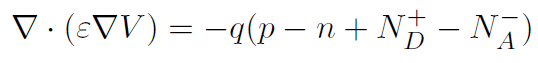 ∇ · (ε∇V) = −q(p − n + N_D^+ − N_A^−)